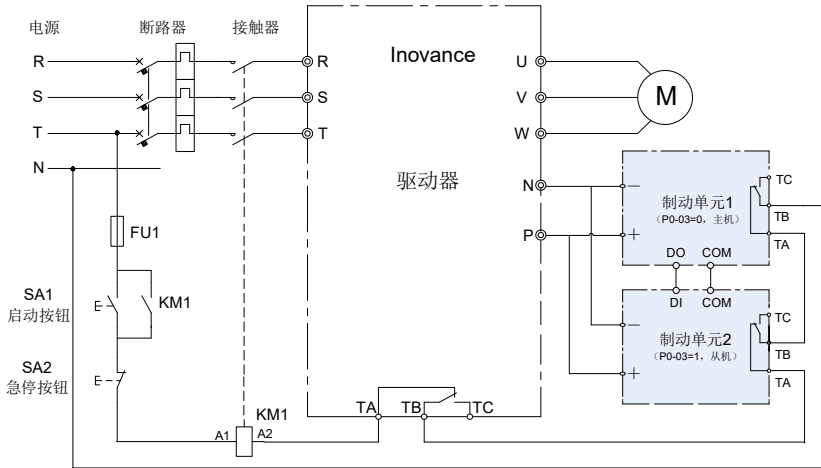 电源
断路器
接触器
R
S
T
N
R
S
T
Inovance
驱动器
U
V
W
N
P
M
制动单元1
(P0-03=0，主机)
DO COM
TC
TB
TA
DI COM
制动单元2
(P0-03=1，从机)
TC
TB
TA
FU1
SA1
启动按钮
KM1
SA2
急停按钮
KM1
A1
A2
TA
TB
TC